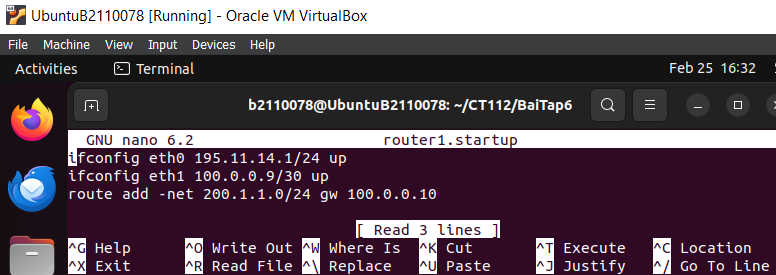 UbuntuB2110078 [Running] - Oracle VM VirtualBox
File Machine View Input Devices Help
Activities Terminal Feb 25 16:32
b2110078@UbuntuB2110078: ~/CT112/BaiTap6
GNU nano 6.2 router1.startup
ifconfig eth0 195.11.14.1/24 up
ifconfig eth1 100.0.0.9/30 up
route add -net 200.1.1.0/24 gw 100.0.0.10
[ Read 3 lines ]
^G Help ^O Write Out ^W Where Is ^K Cut ^T Execute ^C Location
^X Exit ^R Read File ^\ Replace ^U Paste ^J Justify ^/ Go To Line